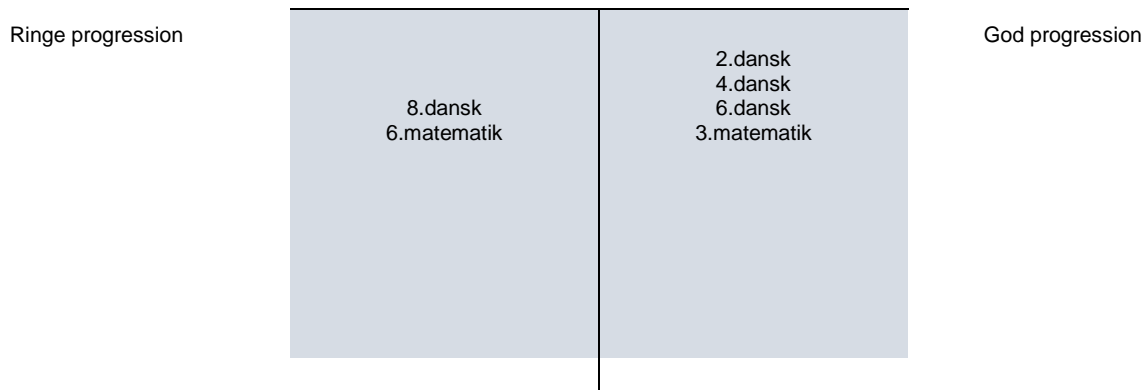 Ringe progression
God progression
8.dansk
6.matematik
2.dansk
4.dansk
6.dansk
3.matematik